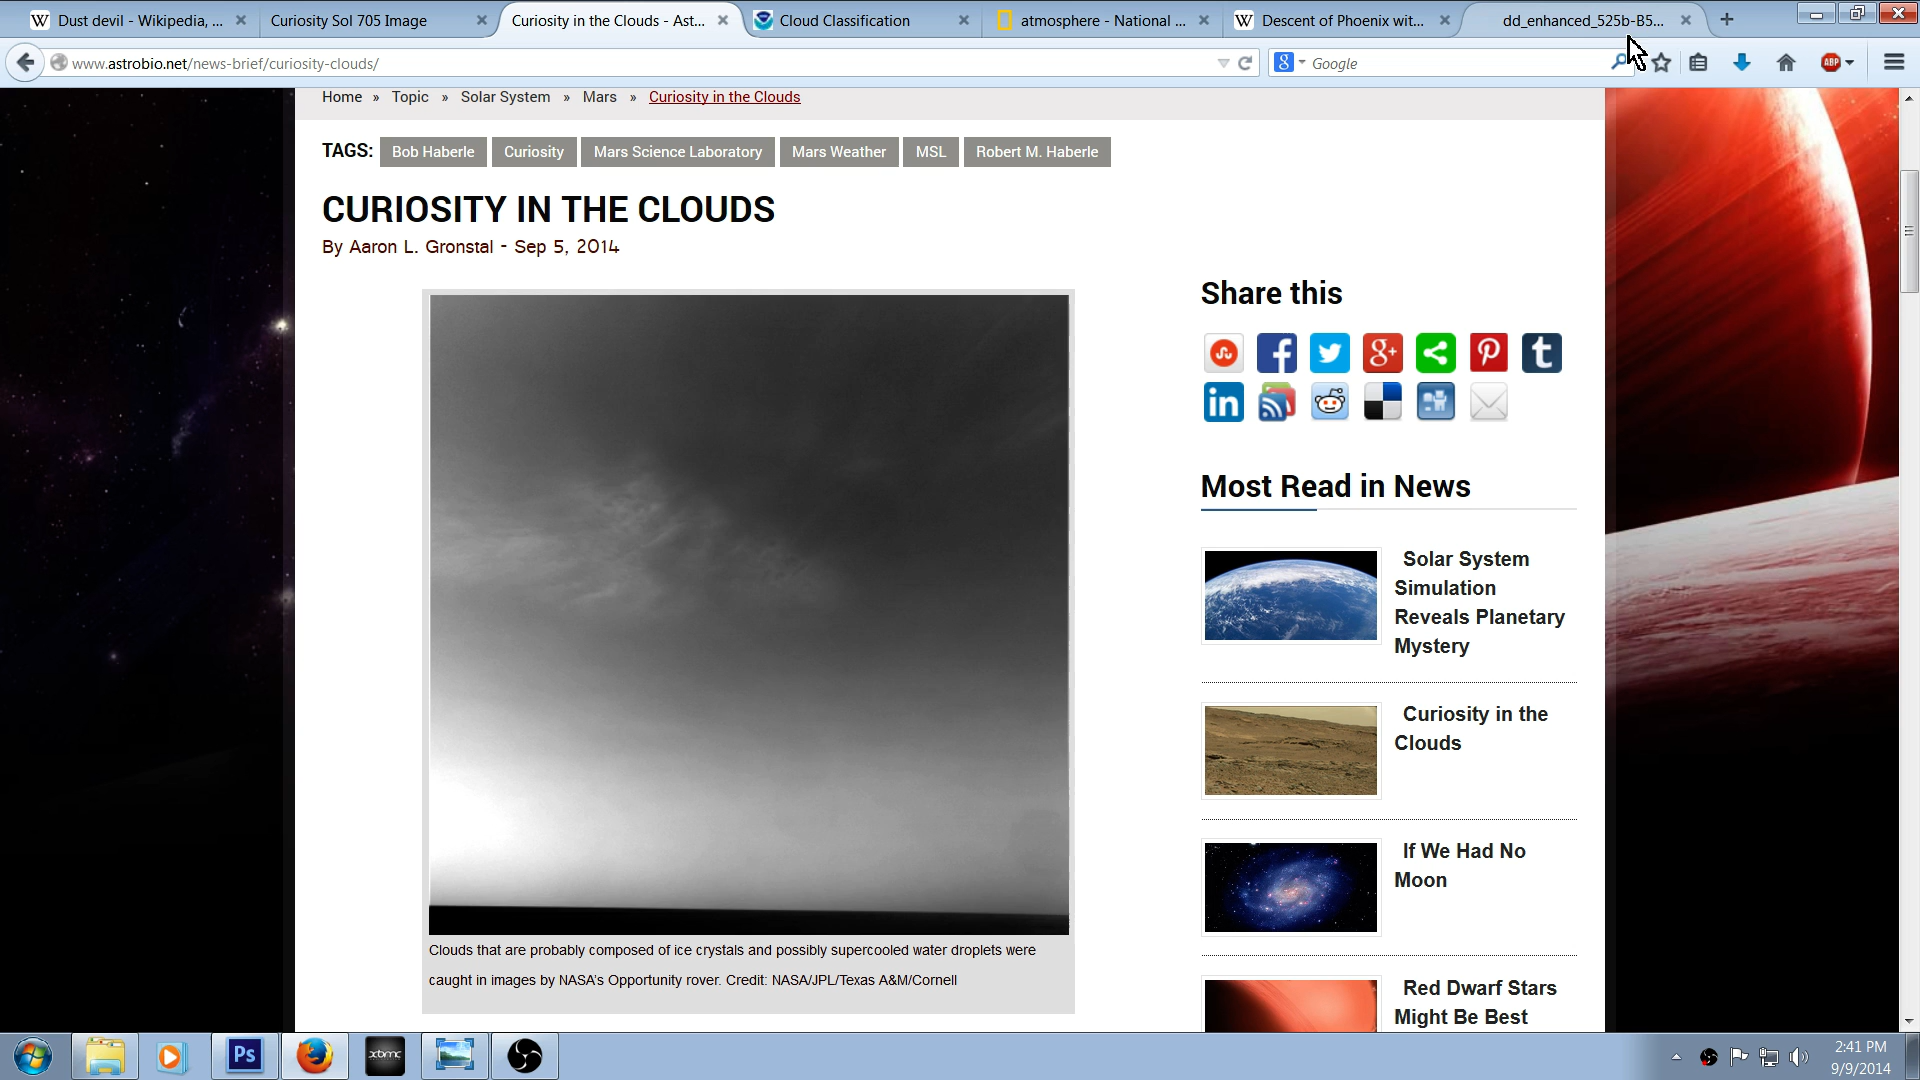 Dust devil - Wikipedia, ...
Curiosity Sol 705 Image
Curiosity in the Clouds - Ast...
Cloud Classification
atmosphere - National ...
W Descent of Phoenix wit...
dd_enhanced_525b-B5...
www.astrobio.net/news-brief/curiosity-clouds/
8 Google
ABP
Home » Topic » Solar System » Mars » Curiosity in the Clouds
TAGS: Bob Haberle Curiosity Mars Science Laboratory Mars Weather MSL Robert M. Haberle
CURIOSITY IN THE CLOUDS
By Aaron L. Gronstal - Sep 5, 2014
Share this
Most Read in News
Solar System
Simulation
Reveals Planetary
Mystery
Curiosity in the
Clouds
If We Had No
Moon
Red Dwarf Stars
Might Be Best
Clouds that are probably composed of ice crystals and possibly supercooled water droplets were
caught in images by NASA's Opportunity rover. Credit: NASA/JPL/Texas A&M/Cornell
Ps
xbmc
2:41 PM
9/9/2014